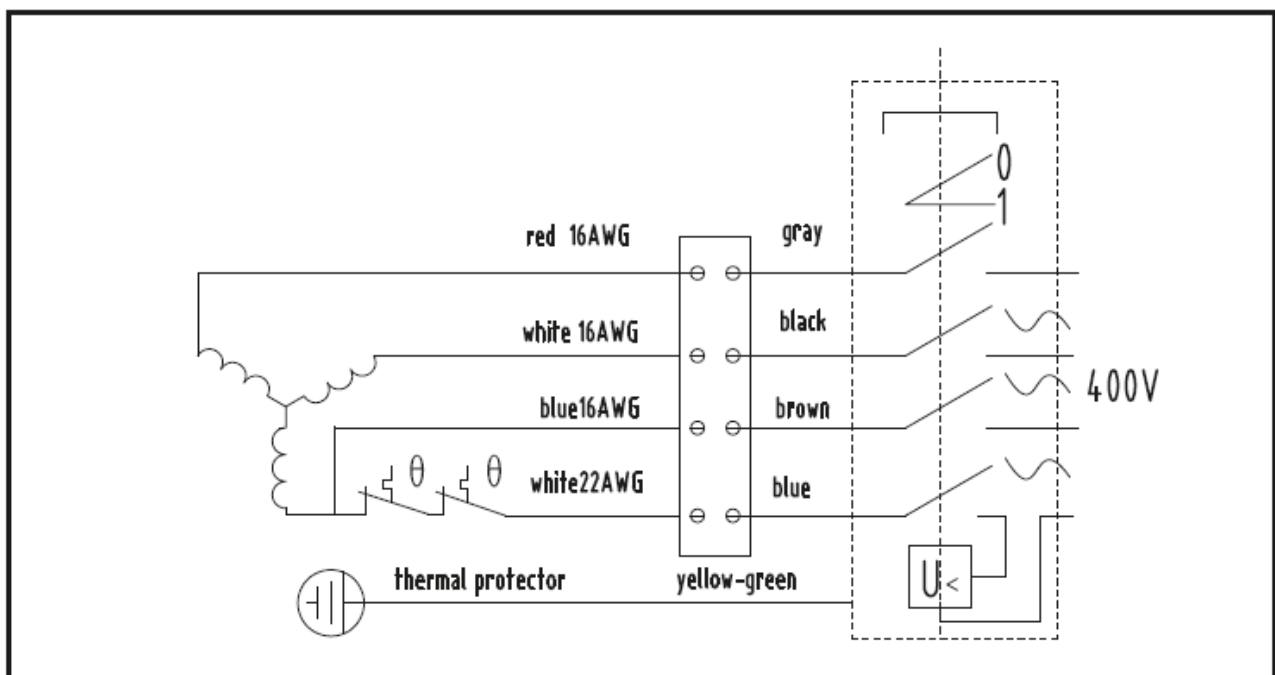 0
1
red 16AWG
gray
white 16AWG
black
400V
blue16AWG
brown
θ θ
white22AWG
blue
U<
thermal protector
yellow-green